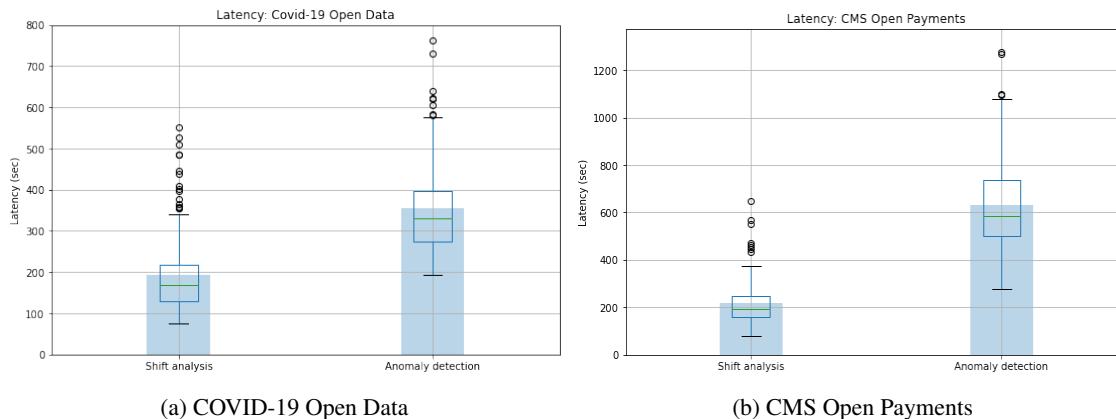 Latency: Covid-19 Open Data
800
700
600
500
400
300
200
100
0
Latency (sec)
Shift analysis
Anomaly detection
(a) COVID-19 Open Data
Latency: CMS Open Payments
1200
1000
800
600
400
200
0
Latency (sec)
Shift analysis
Anomaly detection
(b) CMS Open Payments